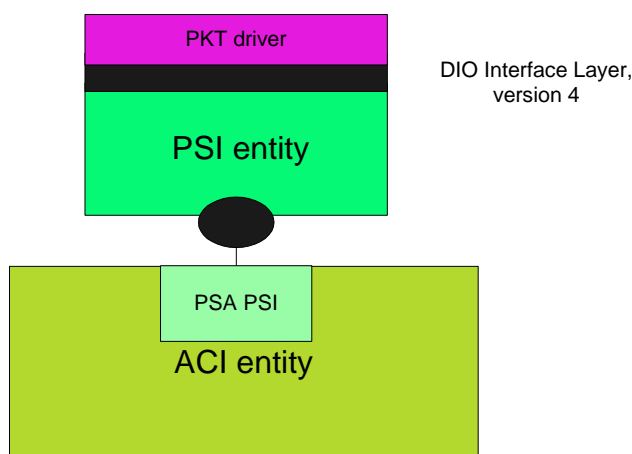 PKT driver
DIO Interface Layer,
version 4
PSI entity
PSA PSI
ACI entity